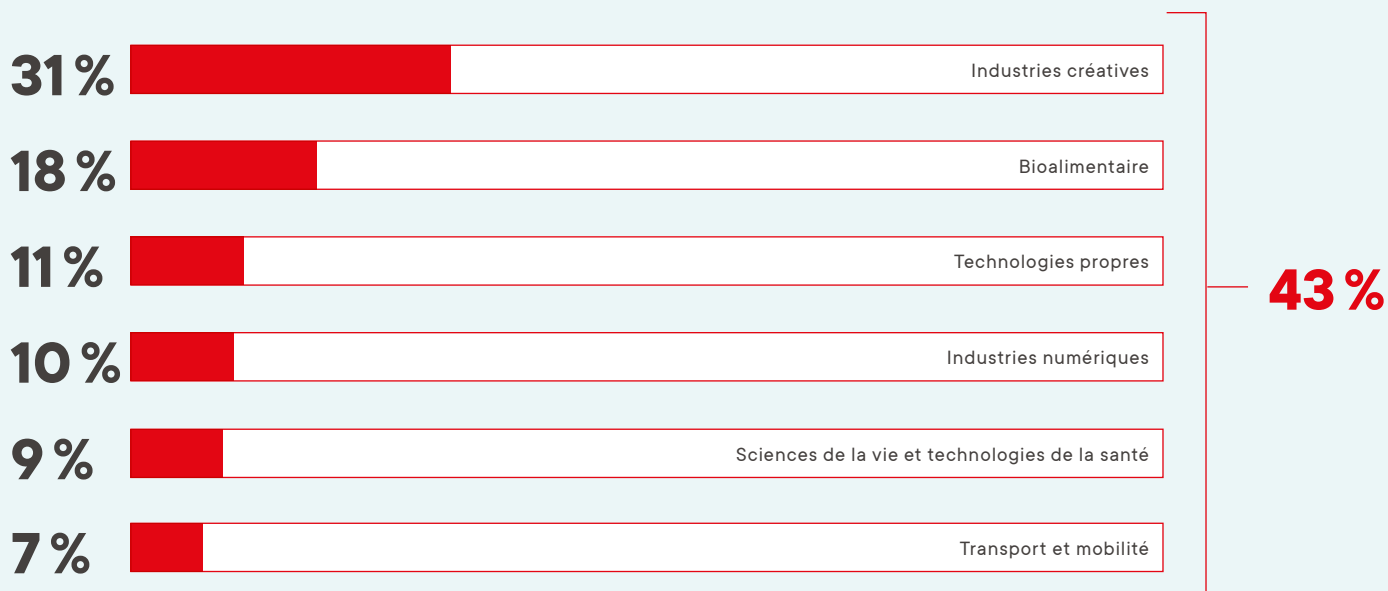 31 % Industries créatives
18 % Bioalimentaire
11 % Technologies propres
43 %
10 % Industries numériques
9 % Sciences de la vie et technologies de la santé
7 % Transport et mobilité